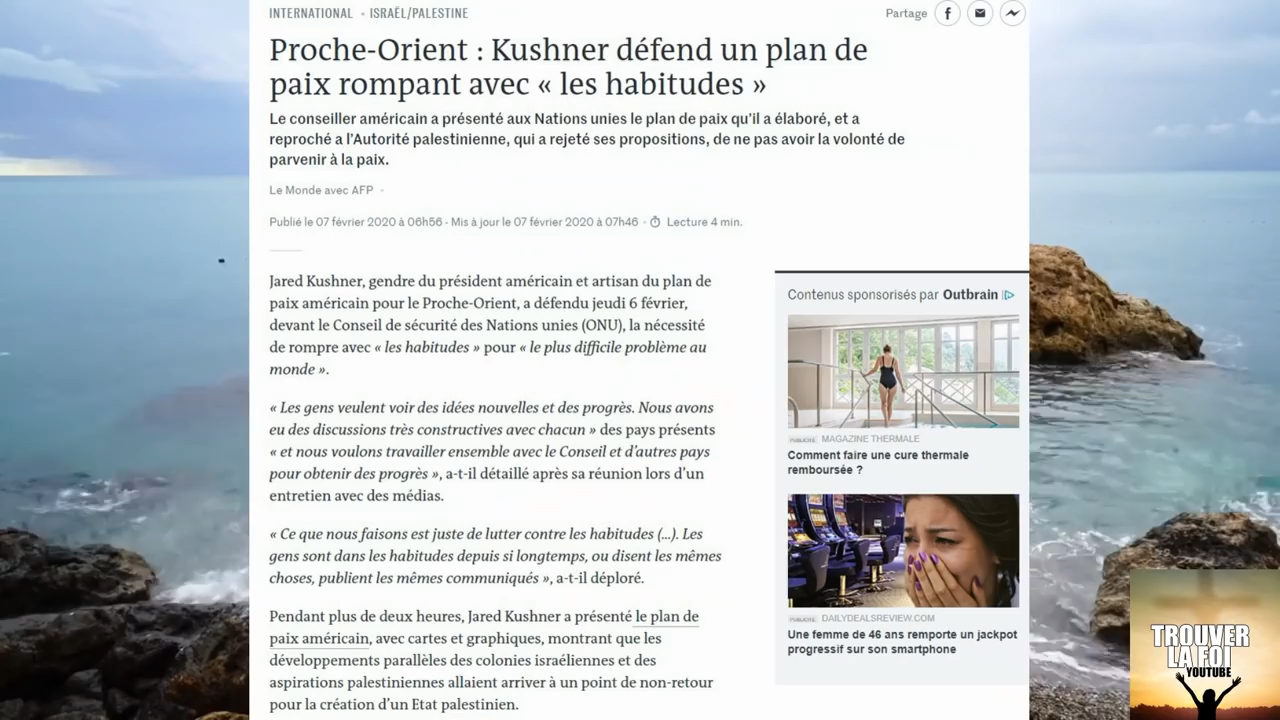 INTERNATIONAL • ISRAËL/PALESTINE
Partage
Proche-Orient : Kushner défend un plan de
paix rompant avec « les habitudes »
Le conseiller américain a présenté aux Nations unies le plan de paix qu’il a élaboré, et a
reproché a l’Autorité palestinienne, qui a rejeté ses propositions, de ne pas avoir la volonté de
parvenir à la paix.
Le Monde avec AFP
Publié le 07 février 2020 à 06h56 - Mis à jour le 07 février 2020 à 07h46 · Lecture 4 min.
Jared Kushner, gendre du président américain et artisan du plan de
paix américain pour le Proche-Orient, a défendu jeudi 6 février,
devant le Conseil de sécurité des Nations unies (ONU), la nécessité
de rompre avec « les habitudes » pour « le plus difficile problème au
monde ».
« Les gens veulent voir des idées nouvelles et des progrès. Nous avons
eu des discussions très constructives avec chacun » des pays présents
« et nous voulons travailler ensemble avec le Conseil et d’autres pays
pour obtenir des progrès », a-t-il détaillé après sa réunion lors d’un
entretien avec des médias.
« Ce que nous faisons est juste de lutter contre les habitudes (…). Les
gens sont dans les habitudes depuis si longtemps, ou disent les mêmes
choses, publient les mêmes communiqués », a-t-il déploré.
Pendant plus de deux heures, Jared Kushner a présenté le plan de
paix américain, avec cartes et graphiques, montrant que les
développements parallèles des colonies israéliennes et des
aspirations palestiniennes allaient arriver à un point de non-retour
pour la création d’un Etat palestinien.
Contenus sponsorisés par Outbrain
PUBLICITÉ MAGAZINE THERMALE
Comment faire une cure thermale
remboursée ?
PUBLICITÉ DAILYDEALSREVIEW.COM
Une femme de 46 ans remporte un jackpot
progressif sur son smartphone
TROUVER
LA FOI
YOUTUBE